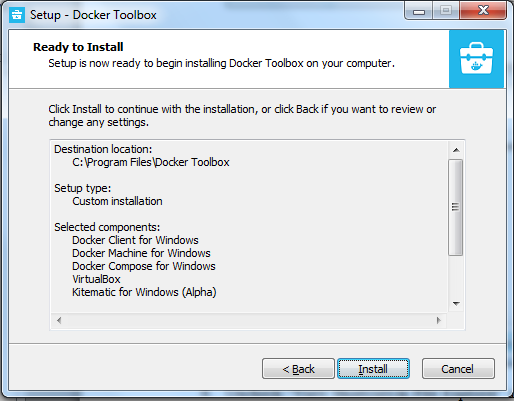 Setup - Docker Toolbox
Ready to Install
Setup is now ready to begin installing Docker Toolbox on your computer.
Click Install to continue with the installation, or click Back if you want to review or
change any settings.
Destination location:
C:\Program Files\Docker Toolbox
Setup type:
Custom installation
Selected components:
Docker Client for Windows
Docker Machine for Windows
Docker Compose for Windows
VirtualBox
Kitematic for Windows (Alpha)
< Back
Install
Cancel